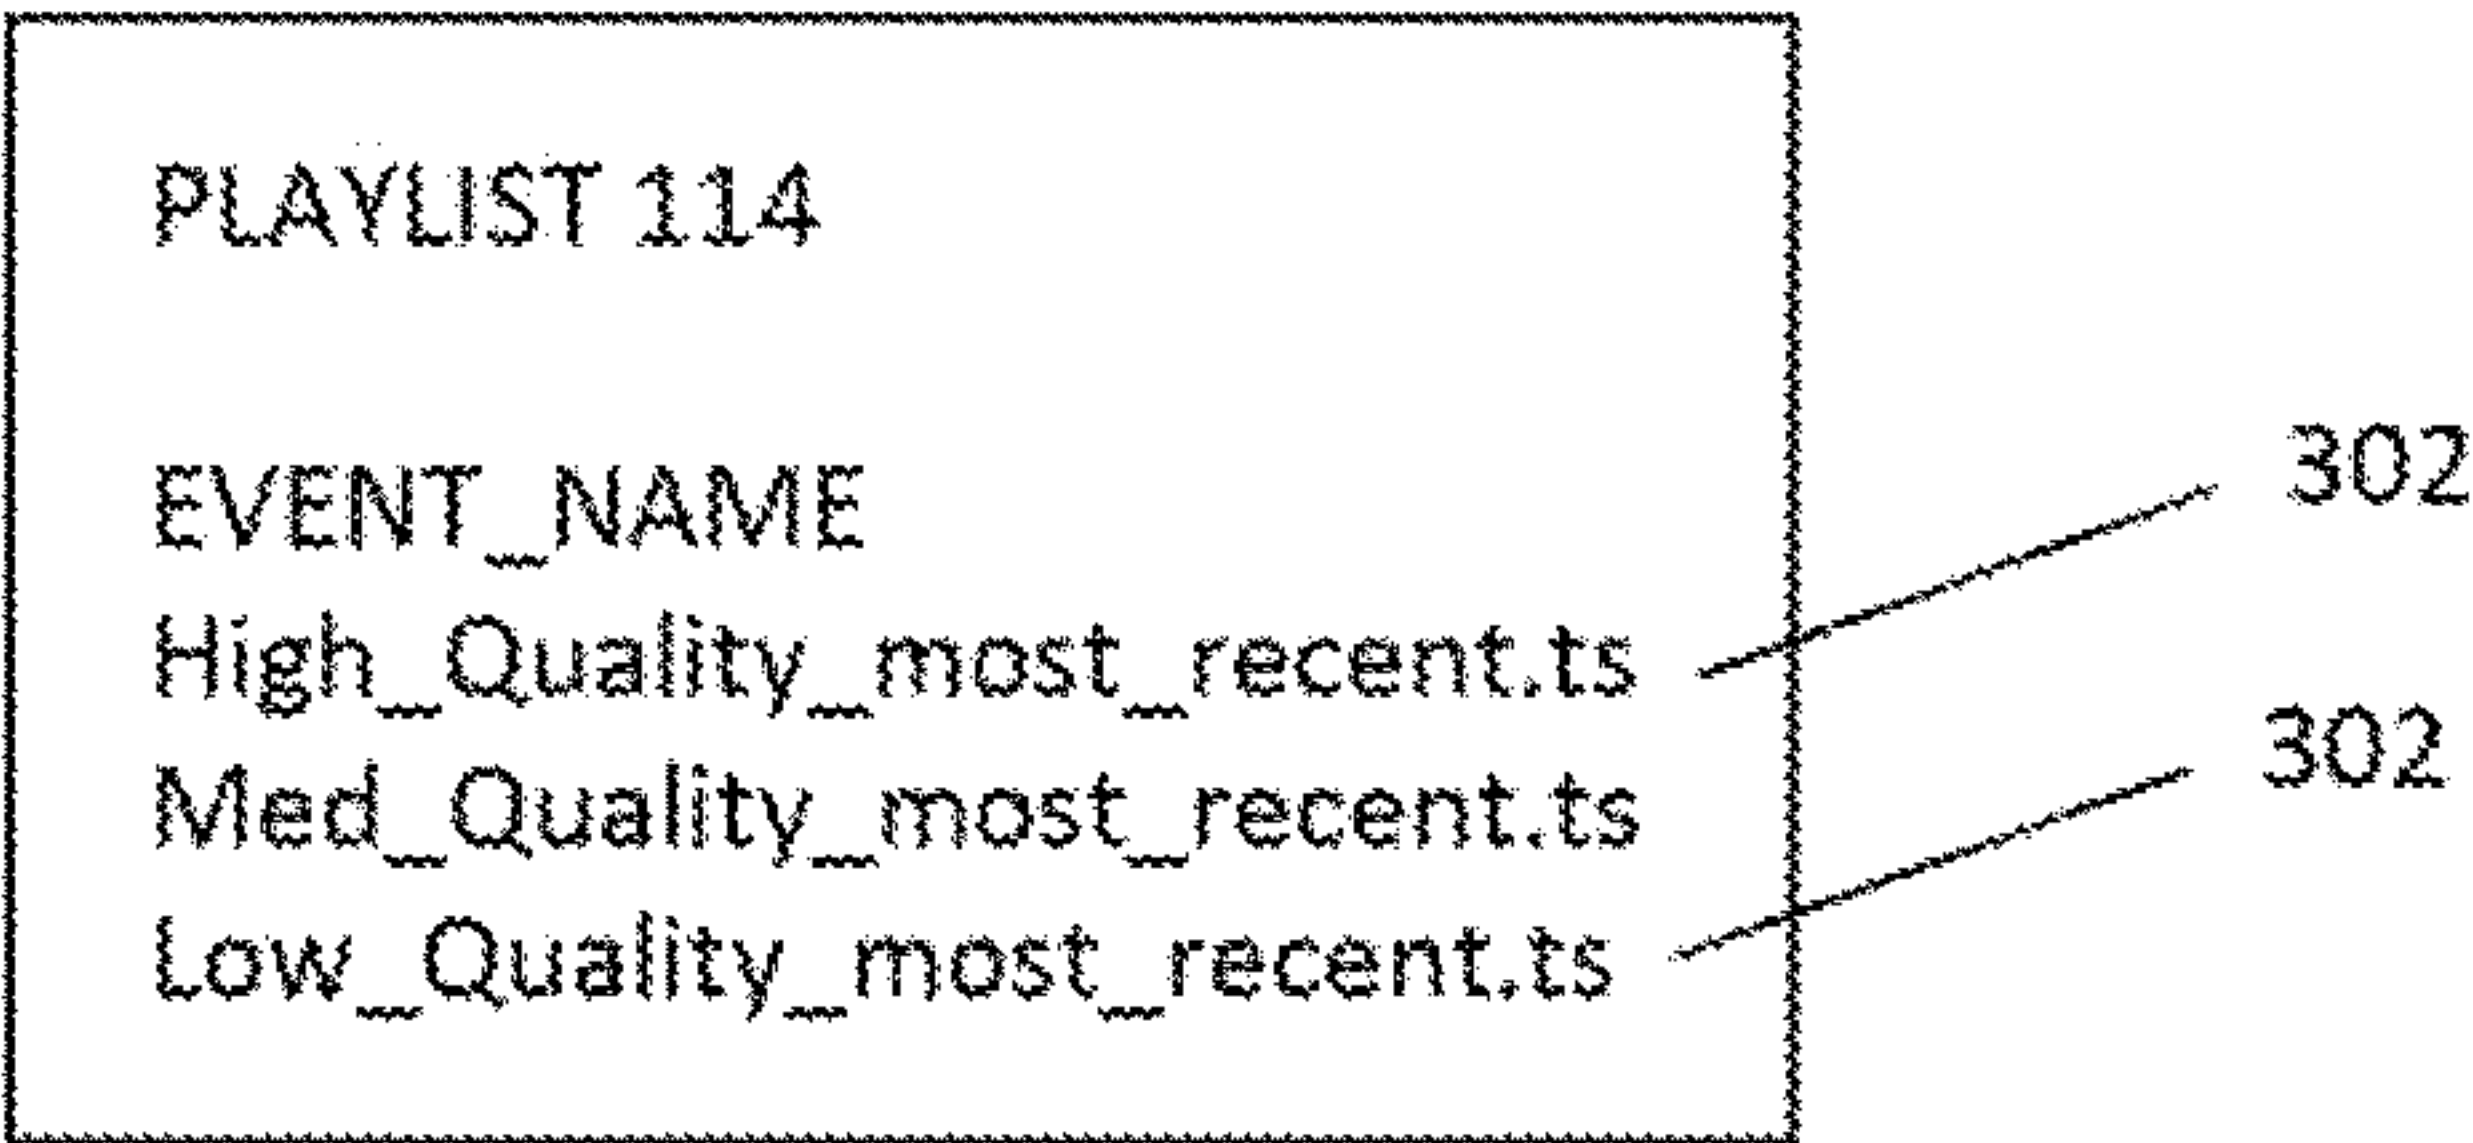 PLAYLIST 114
EVENT_NAME
302
High_Quality_most_recent.ts
Med_Quality_most_recent.ts
302
Low_Quality_most_recent.ts